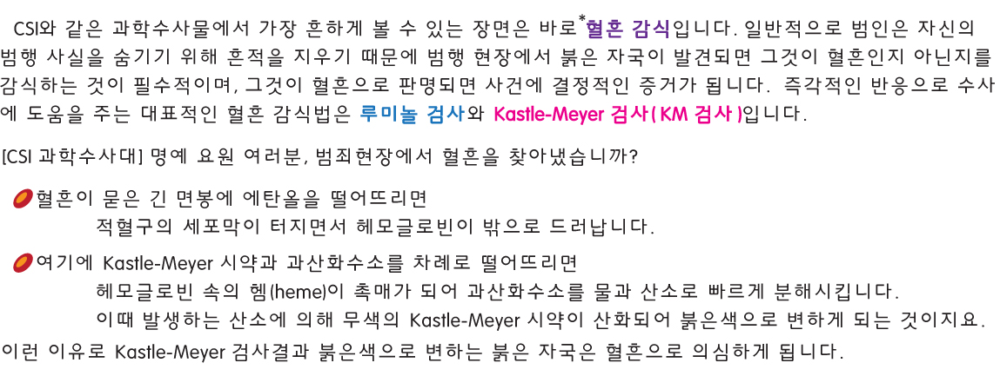 CSI와 같은 과학수사물에서 가장 흔하게 볼 수 있는 장면은 바로 *혈흔 감식입니다. 일반적으로 범인은 자신의
범행 사실을 숨기기 위해 흔적을 지우기 때문에 범행 현장에서 붉은 자국이 발견되면 그것이 혈흔인지 아닌지를
감식하는 것이 필수적이며, 그것이 혈흔으로 판명되면 사건에 결정적인 증거가 됩니다. 즉각적인 반응으로 수사
에 도움을 주는 대표적인 혈흔 감식법은 루미놀 검사와 Kastle-Meyer 검사( KM 검사 )입니다.
[CSI 과학수사대] 명예 요원 여러분, 범죄현장에서 혈흔을 찾아냈습니까?
혈흔이 묻은 긴 면봉에 에탄올을 떨어뜨리면
적혈구의 세포막이 터지면서 헤모글로빈이 밖으로 드러납니다.
여기에 Kastle-Meyer 시약과 과산화수소를 차례로 떨어뜨리면
헤모글로빈 속의 헴(heme)이 촉매가 되어 과산화수소를 물과 산소로 빠르게 분해시킵니다.
이때 발생하는 산소에 의해 무색의 Kastle-Meyer 시약이 산화되어 붉은색으로 변하게 되는 것이지요.
이런 이유로 Kastle-Meyer 검사결과 붉은색으로 변하는 붉은 자국은 혈흔으로 의심하게 됩니다.